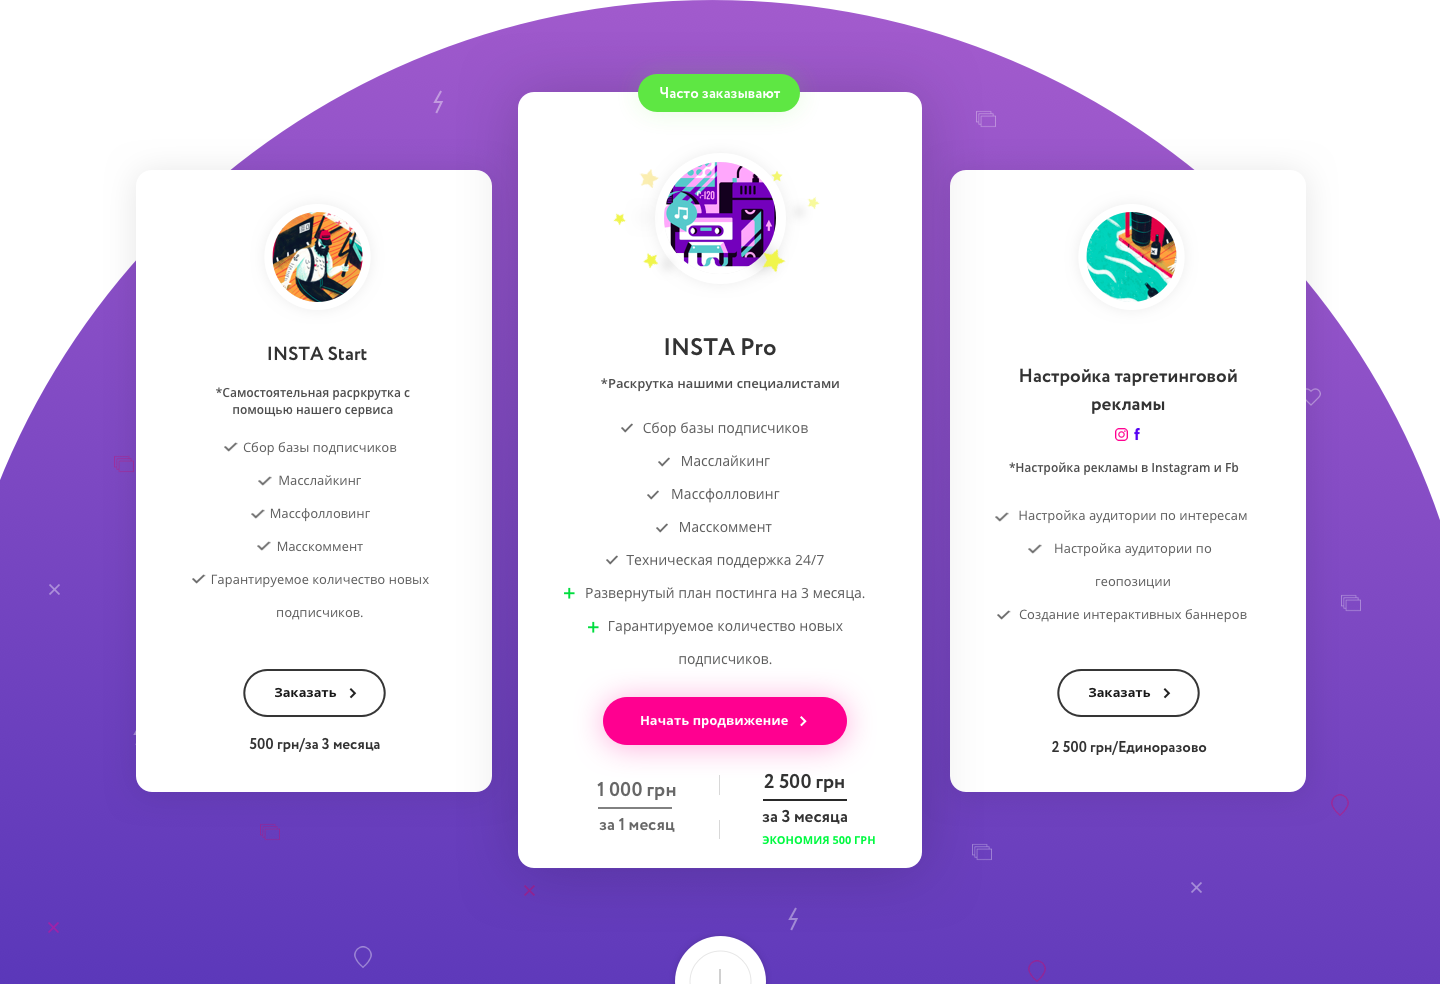 Часто заказывают
INSTA Start
*Самостоятельная раскркутка с
помощью нашего сервиса
Сбор базы подписчиков
Масслайкинг
Массфолловинг
Масскоммент
Гарантируемое количество новых
подписчиков.
Заказать
500 грн/за 3 месяца
INSTA Pro
*Раскрутка нашими специалистами
Сбор базы подписчиков
Масслайкинг
Массфолловинг
Масскоммент
Техническая поддержка 24/7
Развернутый план постинга на 3 месяца.
Гарантируемое количество новых
подписчиков.
Начать продвижение
1 000 грн
за 1 месяц
2 500 грн
за 3 месяца
ЭКОНОМИЯ 500 ГРН
Настройка таргетинговой
рекламы
*Настройка рекламы в Instagram и Fb
Настройка аудитории по интересам
Настройка аудитории по
геопозиции
Создание интерактивных баннеров
Заказать
2 500 грн/Единоразово